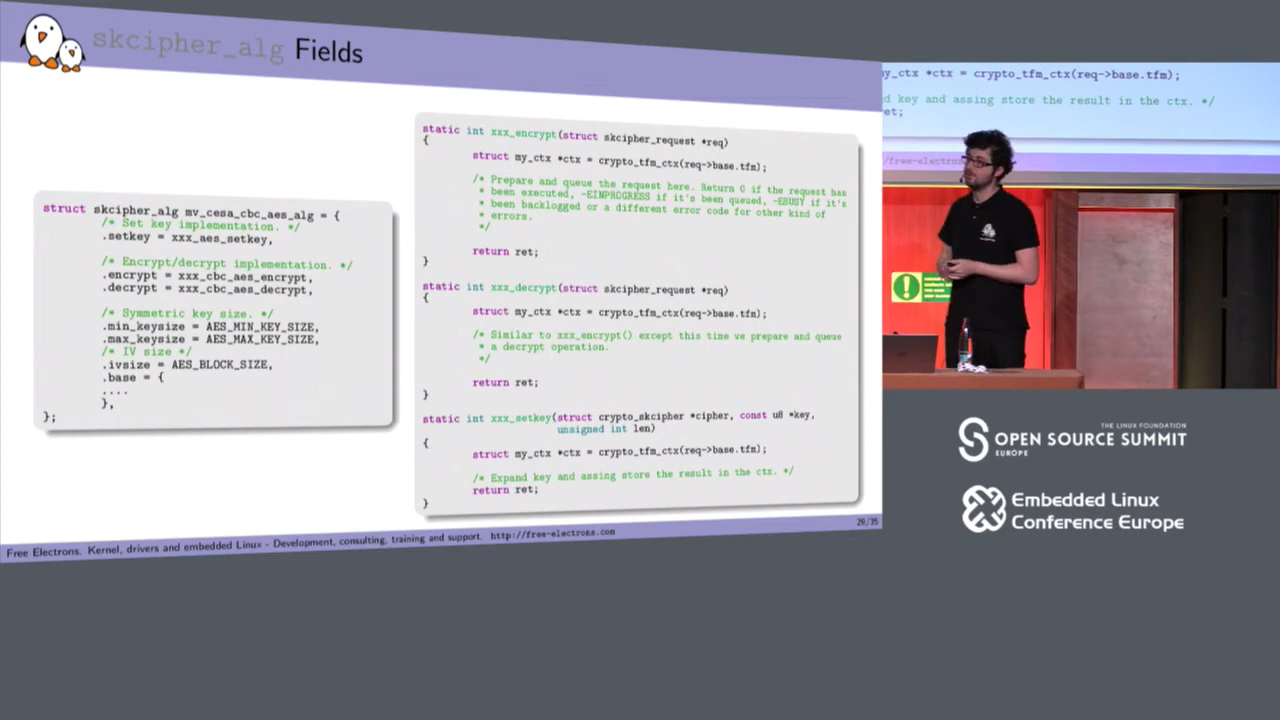 skcipher_alg Fields
struct skcipher_alg mv_cesa_cbc_aes_alg = {
/* Set key implementation. */
.setkey = xxx_aes_setkey,
/* Encrypt/decrypt implementation. */
.encrypt = xxx_cbc_aes_encrypt,
.decrypt = xxx_cbc_aes_decrypt,
/* Symmetric key size. */
.min_keysize = AES_MIN_KEY_SIZE,
.max_keysize = AES_MAX_KEY_SIZE,
/* IV size */
.ivsize = AES_BLOCK_SIZE,
.base = {
....
},
};
static int xxx_encrypt(struct skcipher_request *req)
{
struct my_ctx *ctx = crypto_tfm_ctx(req->base.tfm);
/* Prepare and queue the request here. Return 0 if the request has
* been executed, -EINPROGRESS if it's been queued, -EBUSY if it's
* been backlogged or a different error code for other kind of
* errors.
*/
return ret;
}
static int xxx_decrypt(struct skcipher_request *req)
{
struct my_ctx *ctx = crypto_tfm_ctx(req->base.tfm);
/* Similar to xxx_encrypt() except this time we prepare and queue
* a decrypt operation.
*/
return ret;
}
static int xxx_setkey(struct crypto_skcipher *cipher, const u8 *key,
unsigned int len)
{
struct my_ctx *ctx = crypto_tfm_ctx(req->base.tfm);
/* Expand key and assing store the result in the ctx. */
return ret;
}
Free Electrons. Kernel, drivers and embedded Linux - Development, consulting, training and support. http://free-electrons.com
29/35
my_ctx *ctx = crypto_tfm_ctx(req->base.tfm);
d key and assing store the result in the ctx. */
et;
/free-electron
THE LINUX FOUNDATION
OPEN SOURCE SUMMIT
EUROPE
Embedded Linux
Conference Europe